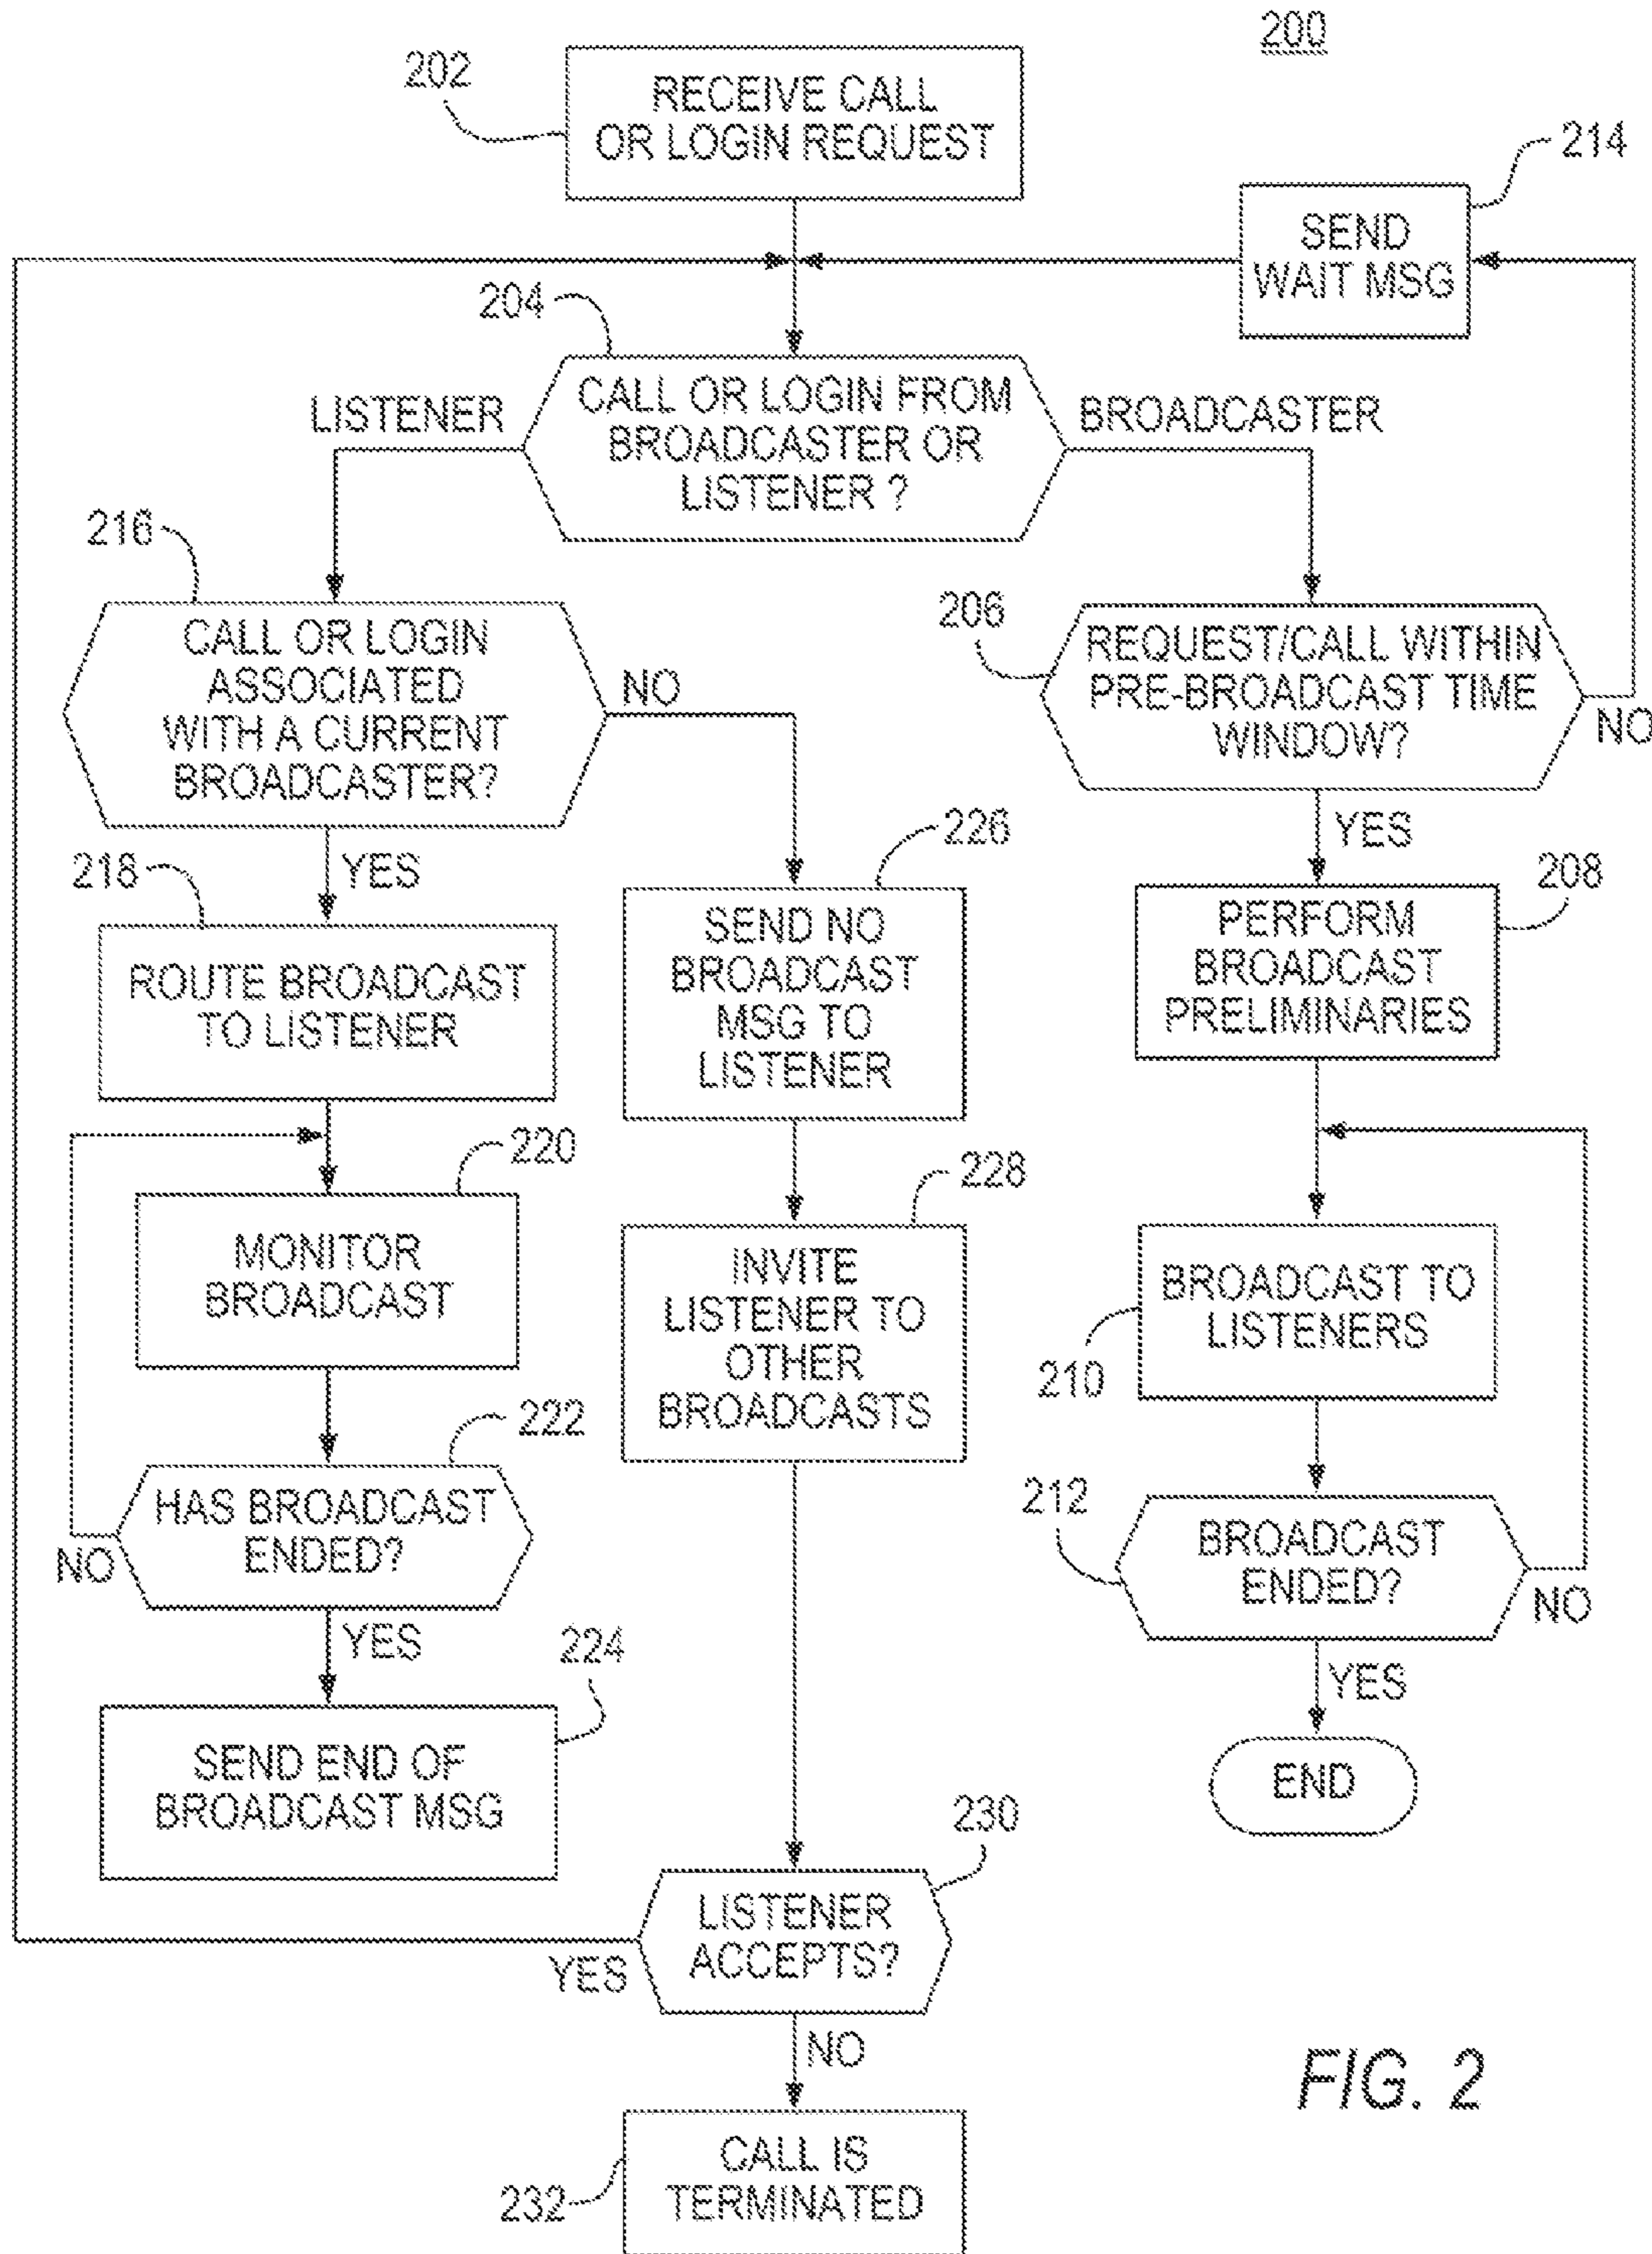 200
202
RECEIVE CALL
OR LOGIN REQUEST
214
SEND
WAIT MSG
204
LISTENER
CALL OR LOGIN FROM
BROADCASTER OR
LISTENER ?
BROADCASTER
216
CALL OR LOGIN
ASSOCIATED
WITH A CURRENT
BROADCASTER?
NO
206
REQUEST/CALL WITHIN
PRE-BROADCAST TIME
WINDOW?
NO
YES
218
ROUTE BROADCAST
TO LISTENER
226
SEND NO
BROADCAST
MSG TO
LISTENER
YES
208
PERFORM
BROADCAST
PRELIMINARIES
220
MONITOR
BROADCAST
228
INVITE
LISTENER TO
OTHER
BROADCASTS
BROADCAST TO
LISTENERS
210
222
HAS BROADCAST
ENDED?
NO
YES
212
BROADCAST
ENDED?
NO
YES
224
SEND END OF
BROADCAST MSG
END
230
LISTENER
ACCEPTS?
YES
NO
232
CALL IS
TERMINATED
FIG. 2